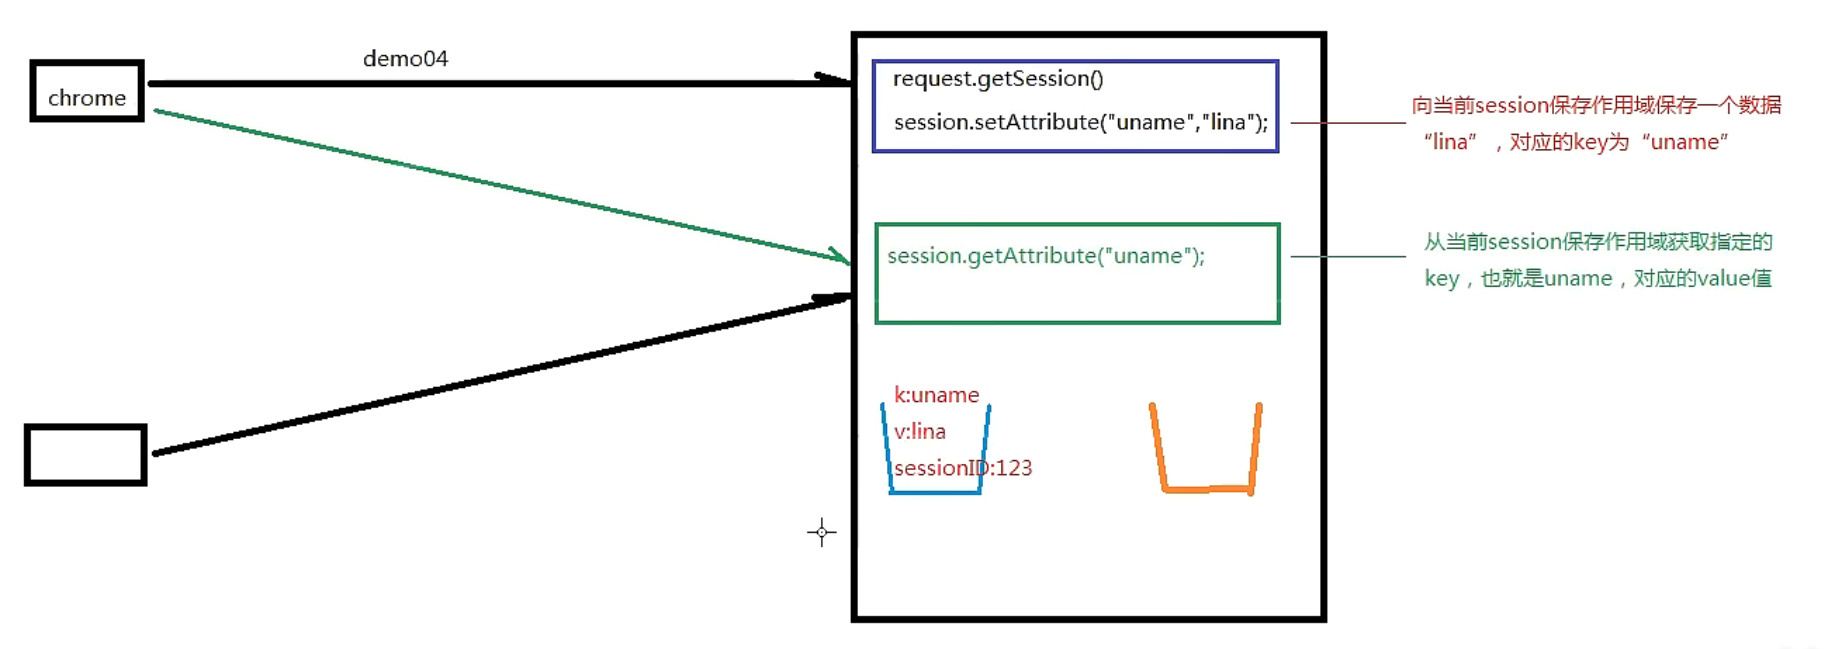 demo04
chrome
request.getSession()
session.setAttribute("uname","lina");
向当前session保存作用域保存一个数据
“lina”，对应的key为“uname”
session.getAttribute("uname");
从当前session保存作用域获取指定的
key，也就是uname，对应的value值
k:uname
v:lina
sessionID:123